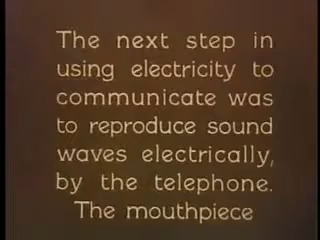 The next step in
using electricity to
communicate was
to reproduce sound
waves electrically,
by the telephone.
The mouthpiece